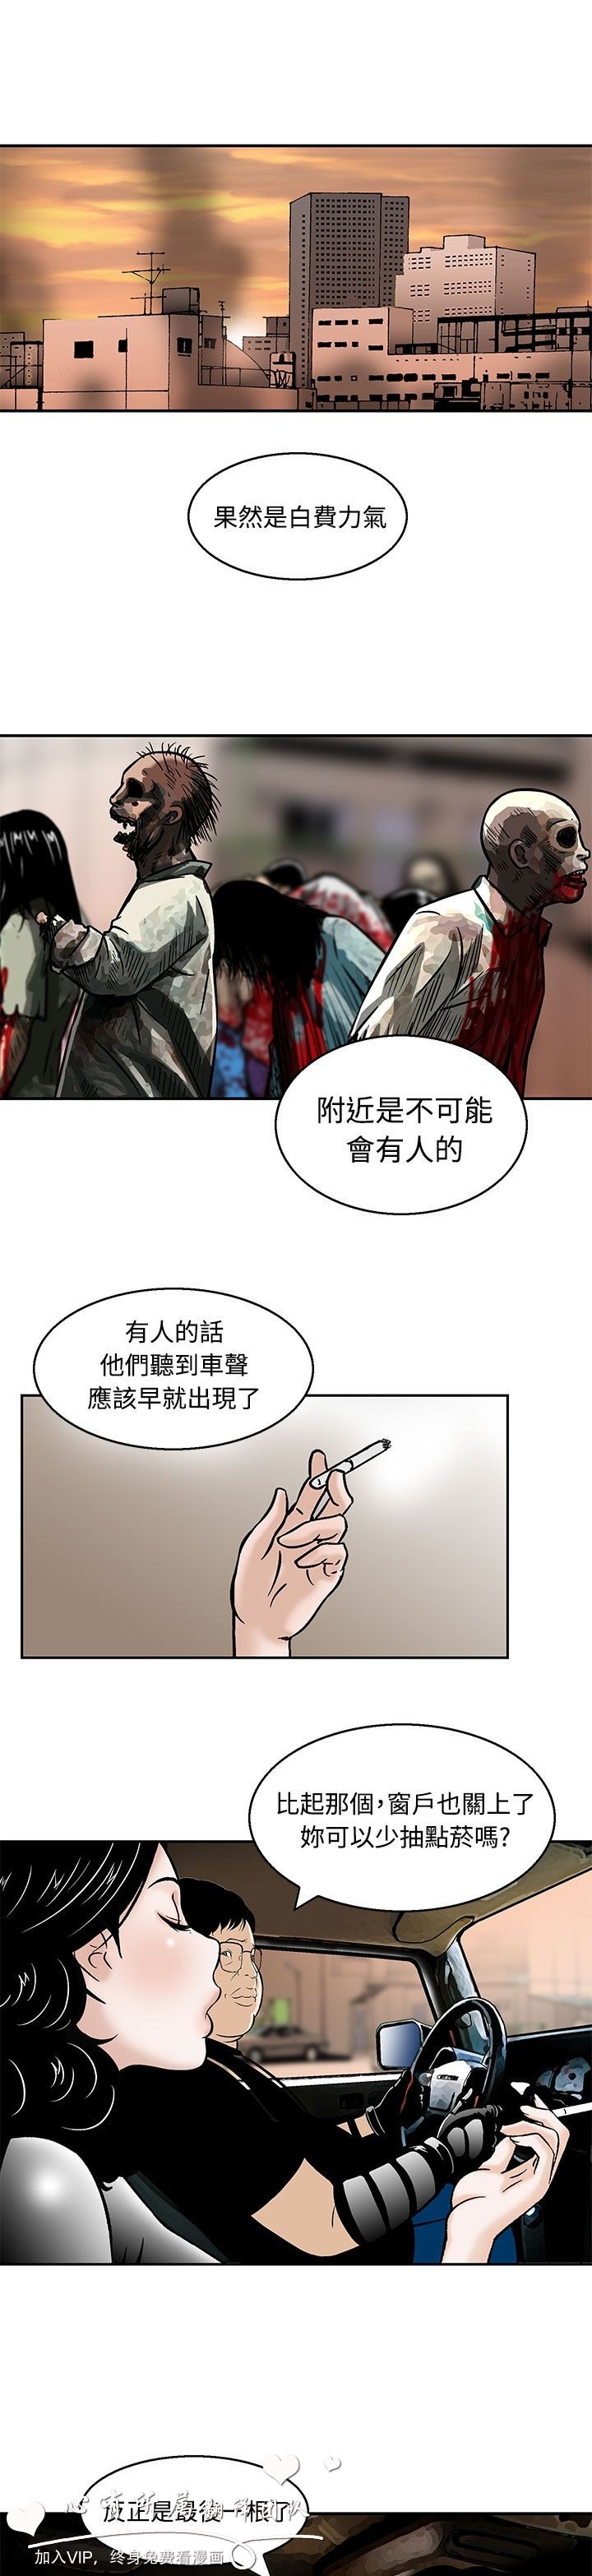 果然是白費力氣
附近是不可能
會有人的
有人的話
他們聽到車聲
應該早就出現了
比起那個，窗戶也關上了
妳可以少抽點菸嗎?
反正是最後一根了
加入VIP，终身免费看漫画